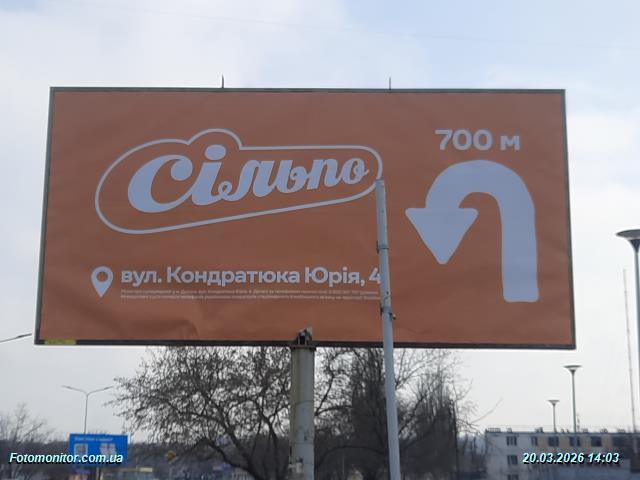 Сільпо
700 м
вул. Кондратюка Юрія, 4
Fotomonitor.com.ua
20.03.2026 14:03